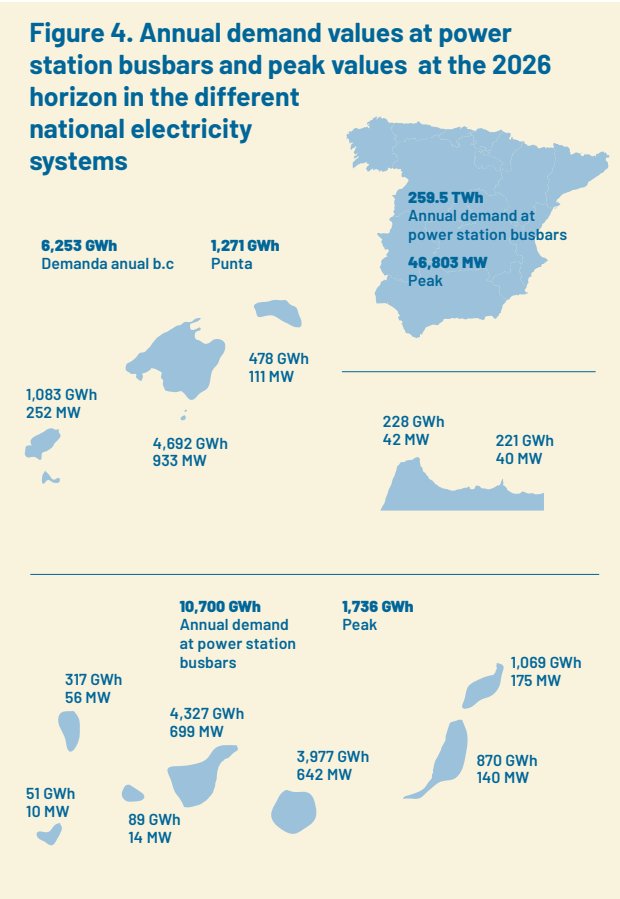 Figure 4. Annual demand values at power
station busbars and peak values at the 2026
horizon in the different
national electricity
systems
259.5 TWh
Annual demand at
power station busbars
46,803 MW
Peak
6,253 GWh
Demanda anual b.c
1,271 GWh
Punta
478 GWh
111 MW
1,083 GWh
252 MW
4,692 GWh
933 MW
228 GWh
42 MW
221 GWh
40 MW
10,700 GWh
Annual demand
at power station
busbars
1,736 GWh
Peak
1,069 GWh
175 MW
317 GWh
56 MW
4,327 GWh
699 MW
3,977 GWh
642 MW
870 GWh
140 MW
51 GWh
10 MW
89 GWh
14 MW